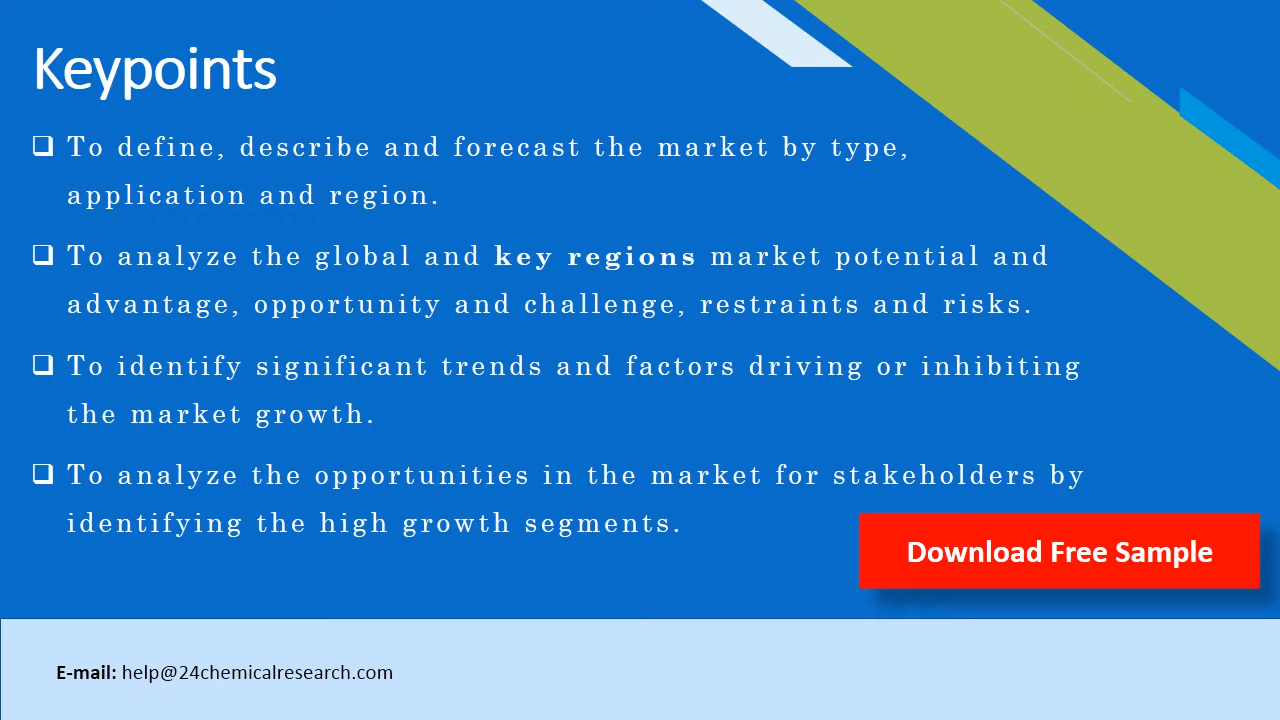 Keypoints
❑ To define, describe and forecast the market by type,
application and region.
❑ To analyze the global and key regions market potential and
advantage, opportunity and challenge, restraints and risks.
❑ To identify significant trends and factors driving or inhibiting
the market growth.
❑ To analyze the opportunities in the market for stakeholders by
identifying the high growth segments.
Download Free Sample
E-mail: help@24chemicalresearch.com